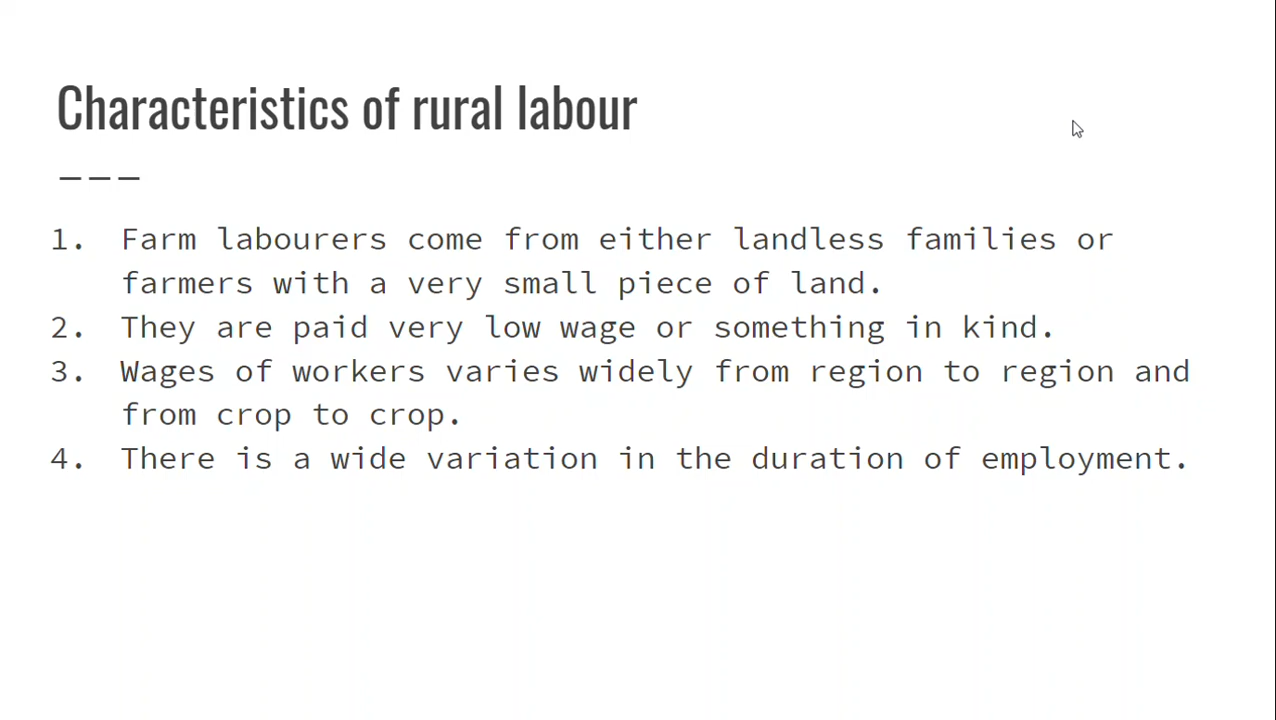 Characteristics of rural labour
1. Farm labourers come from either landless families or
farmers with a very small piece of land.
2. They are paid very low wage or something in kind.
3. Wages of workers varies widely from region to region and
from crop to crop.
4. There is a wide variation in the duration of employment.